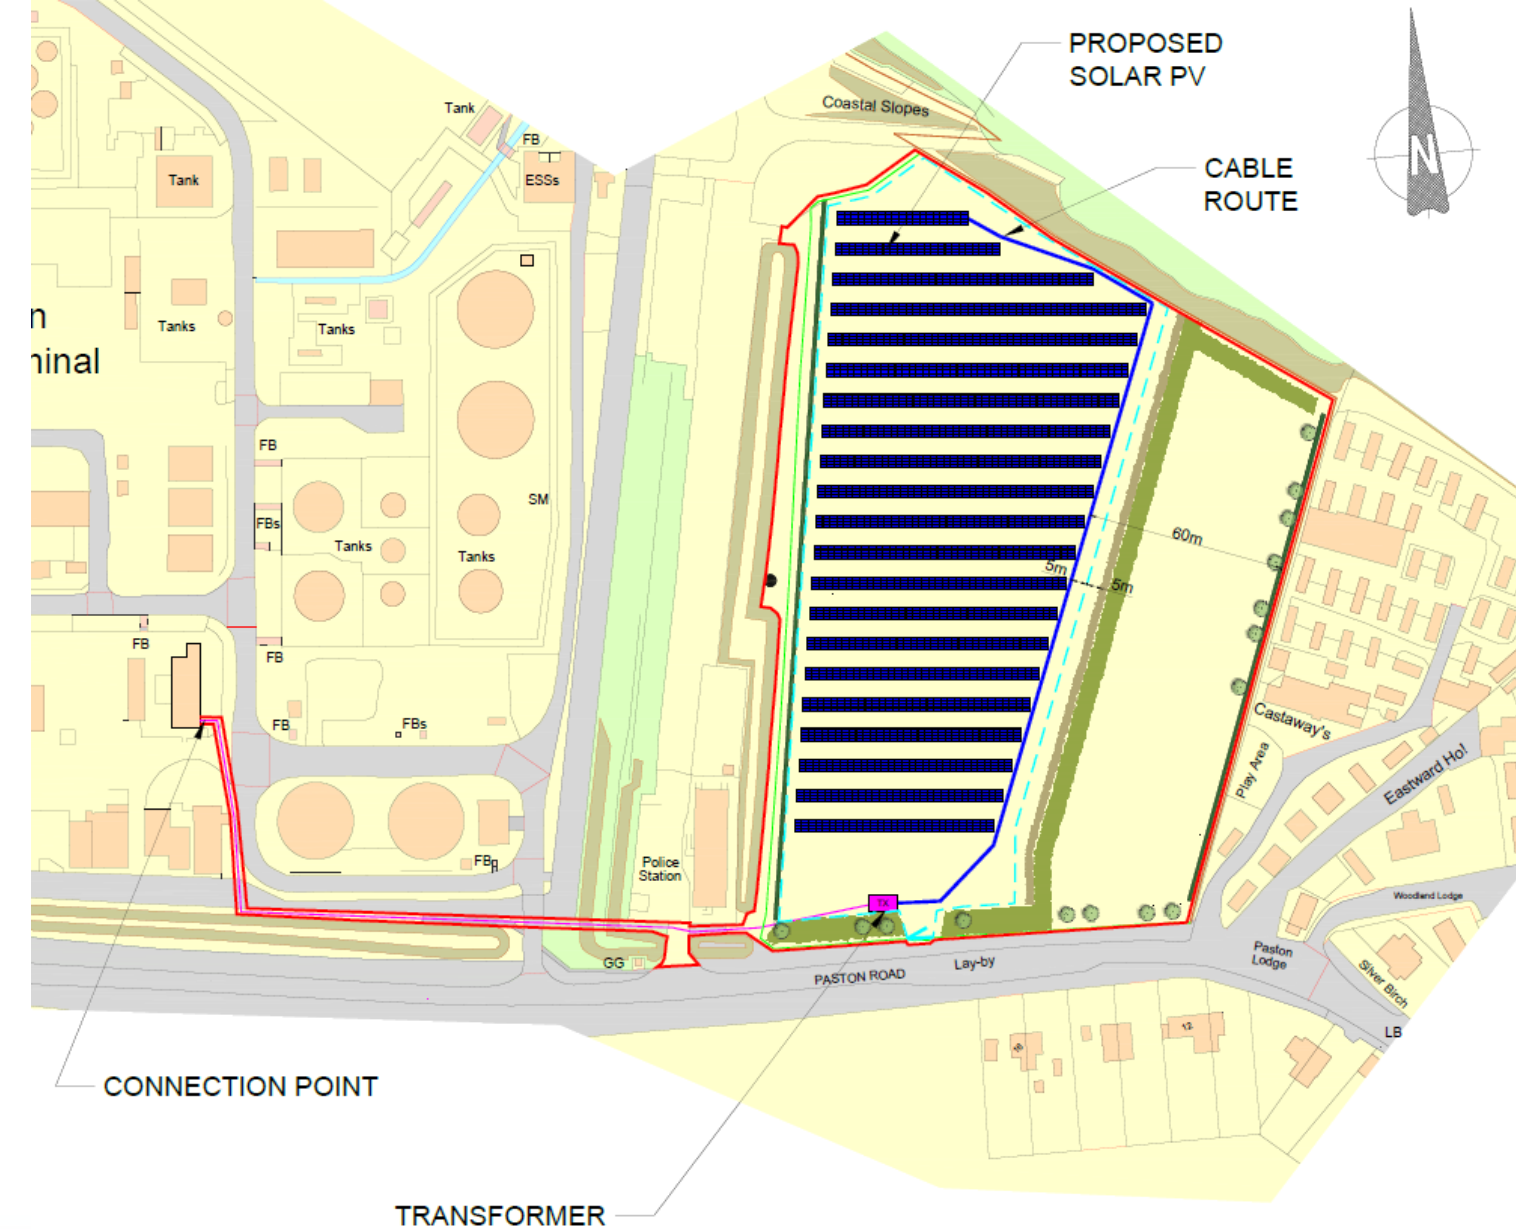 PROPOSED
SOLAR PV
Coastal Slopes
Tank
FB
N
CABLE
ROUTE
Tank
ESSs
n
Tanks
Tanks
ninal
FB
SM
60m
FBs
Tanks
Tanks
5m
5m
FB
FB
Castaway's
FB
FBs
Eastward Ho!
Play Area
FB
Police
Station
Woodland Lodge
TX
Paston
Lodge
GG
Lay-by
PASTON ROAD
Silver Birch
12
LB
16
CONNECTION POINT
TRANSFORMER